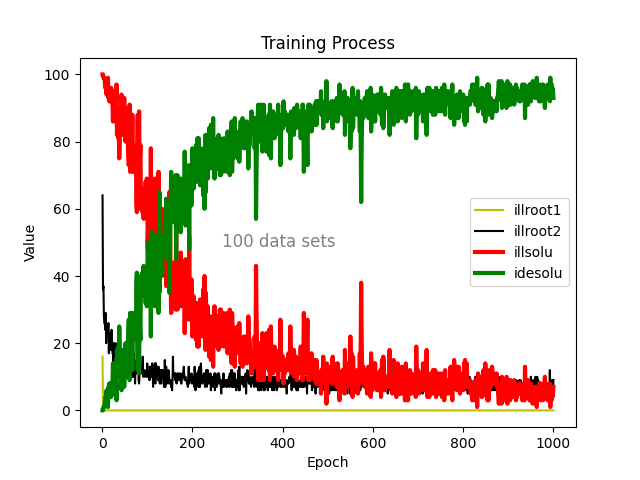 Training Process
100
80
60
40
20
0
Value
100 data sets
illroot1
illroot2
illsolu
idesolu
0
200
400
600
800
1000
Epoch